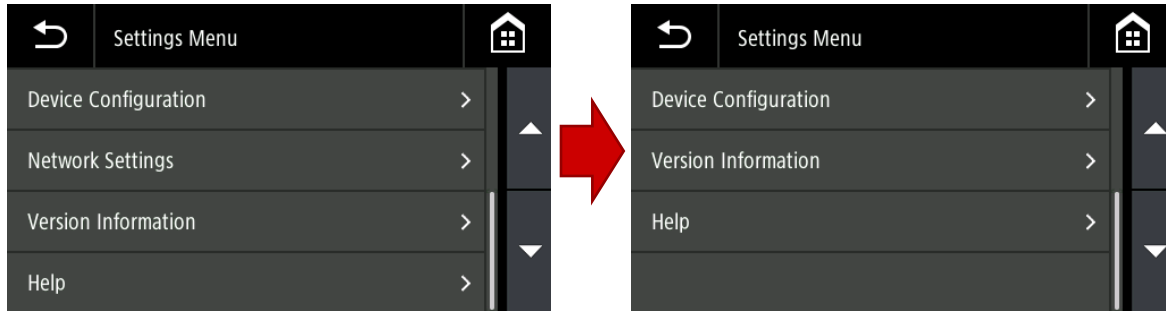 Settings Menu
Device Configuration
Network Settings
Version Information
Help
Settings Menu
Device Configuration
Version Information
Help